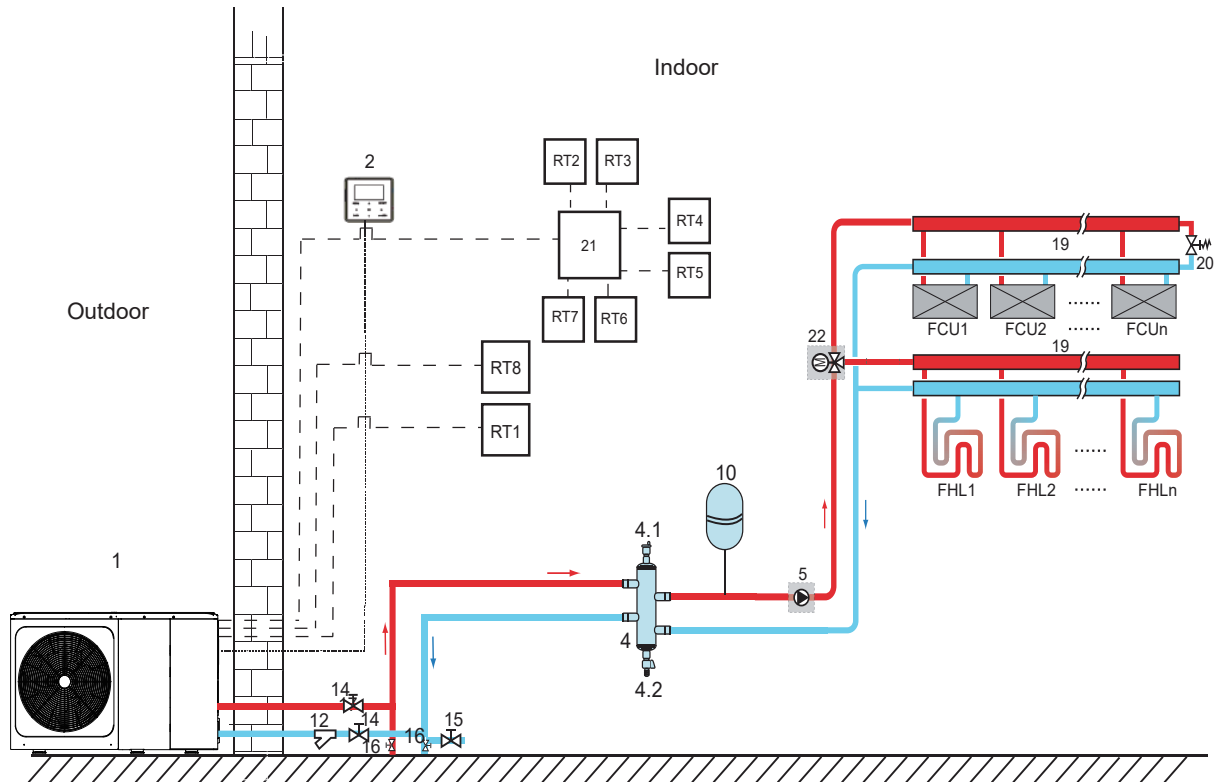 Indoor
2
RT2
RT3
RT4
21
RT5
RT7
RT6
19
20
FCU1
FCU2
......
......
FCUn
Outdoor
22
19
RT8
RT1
......
FHL1
FHL2
......
FHLn
10
4.1
1
5
4
4.2
14
12
14
15
16
16